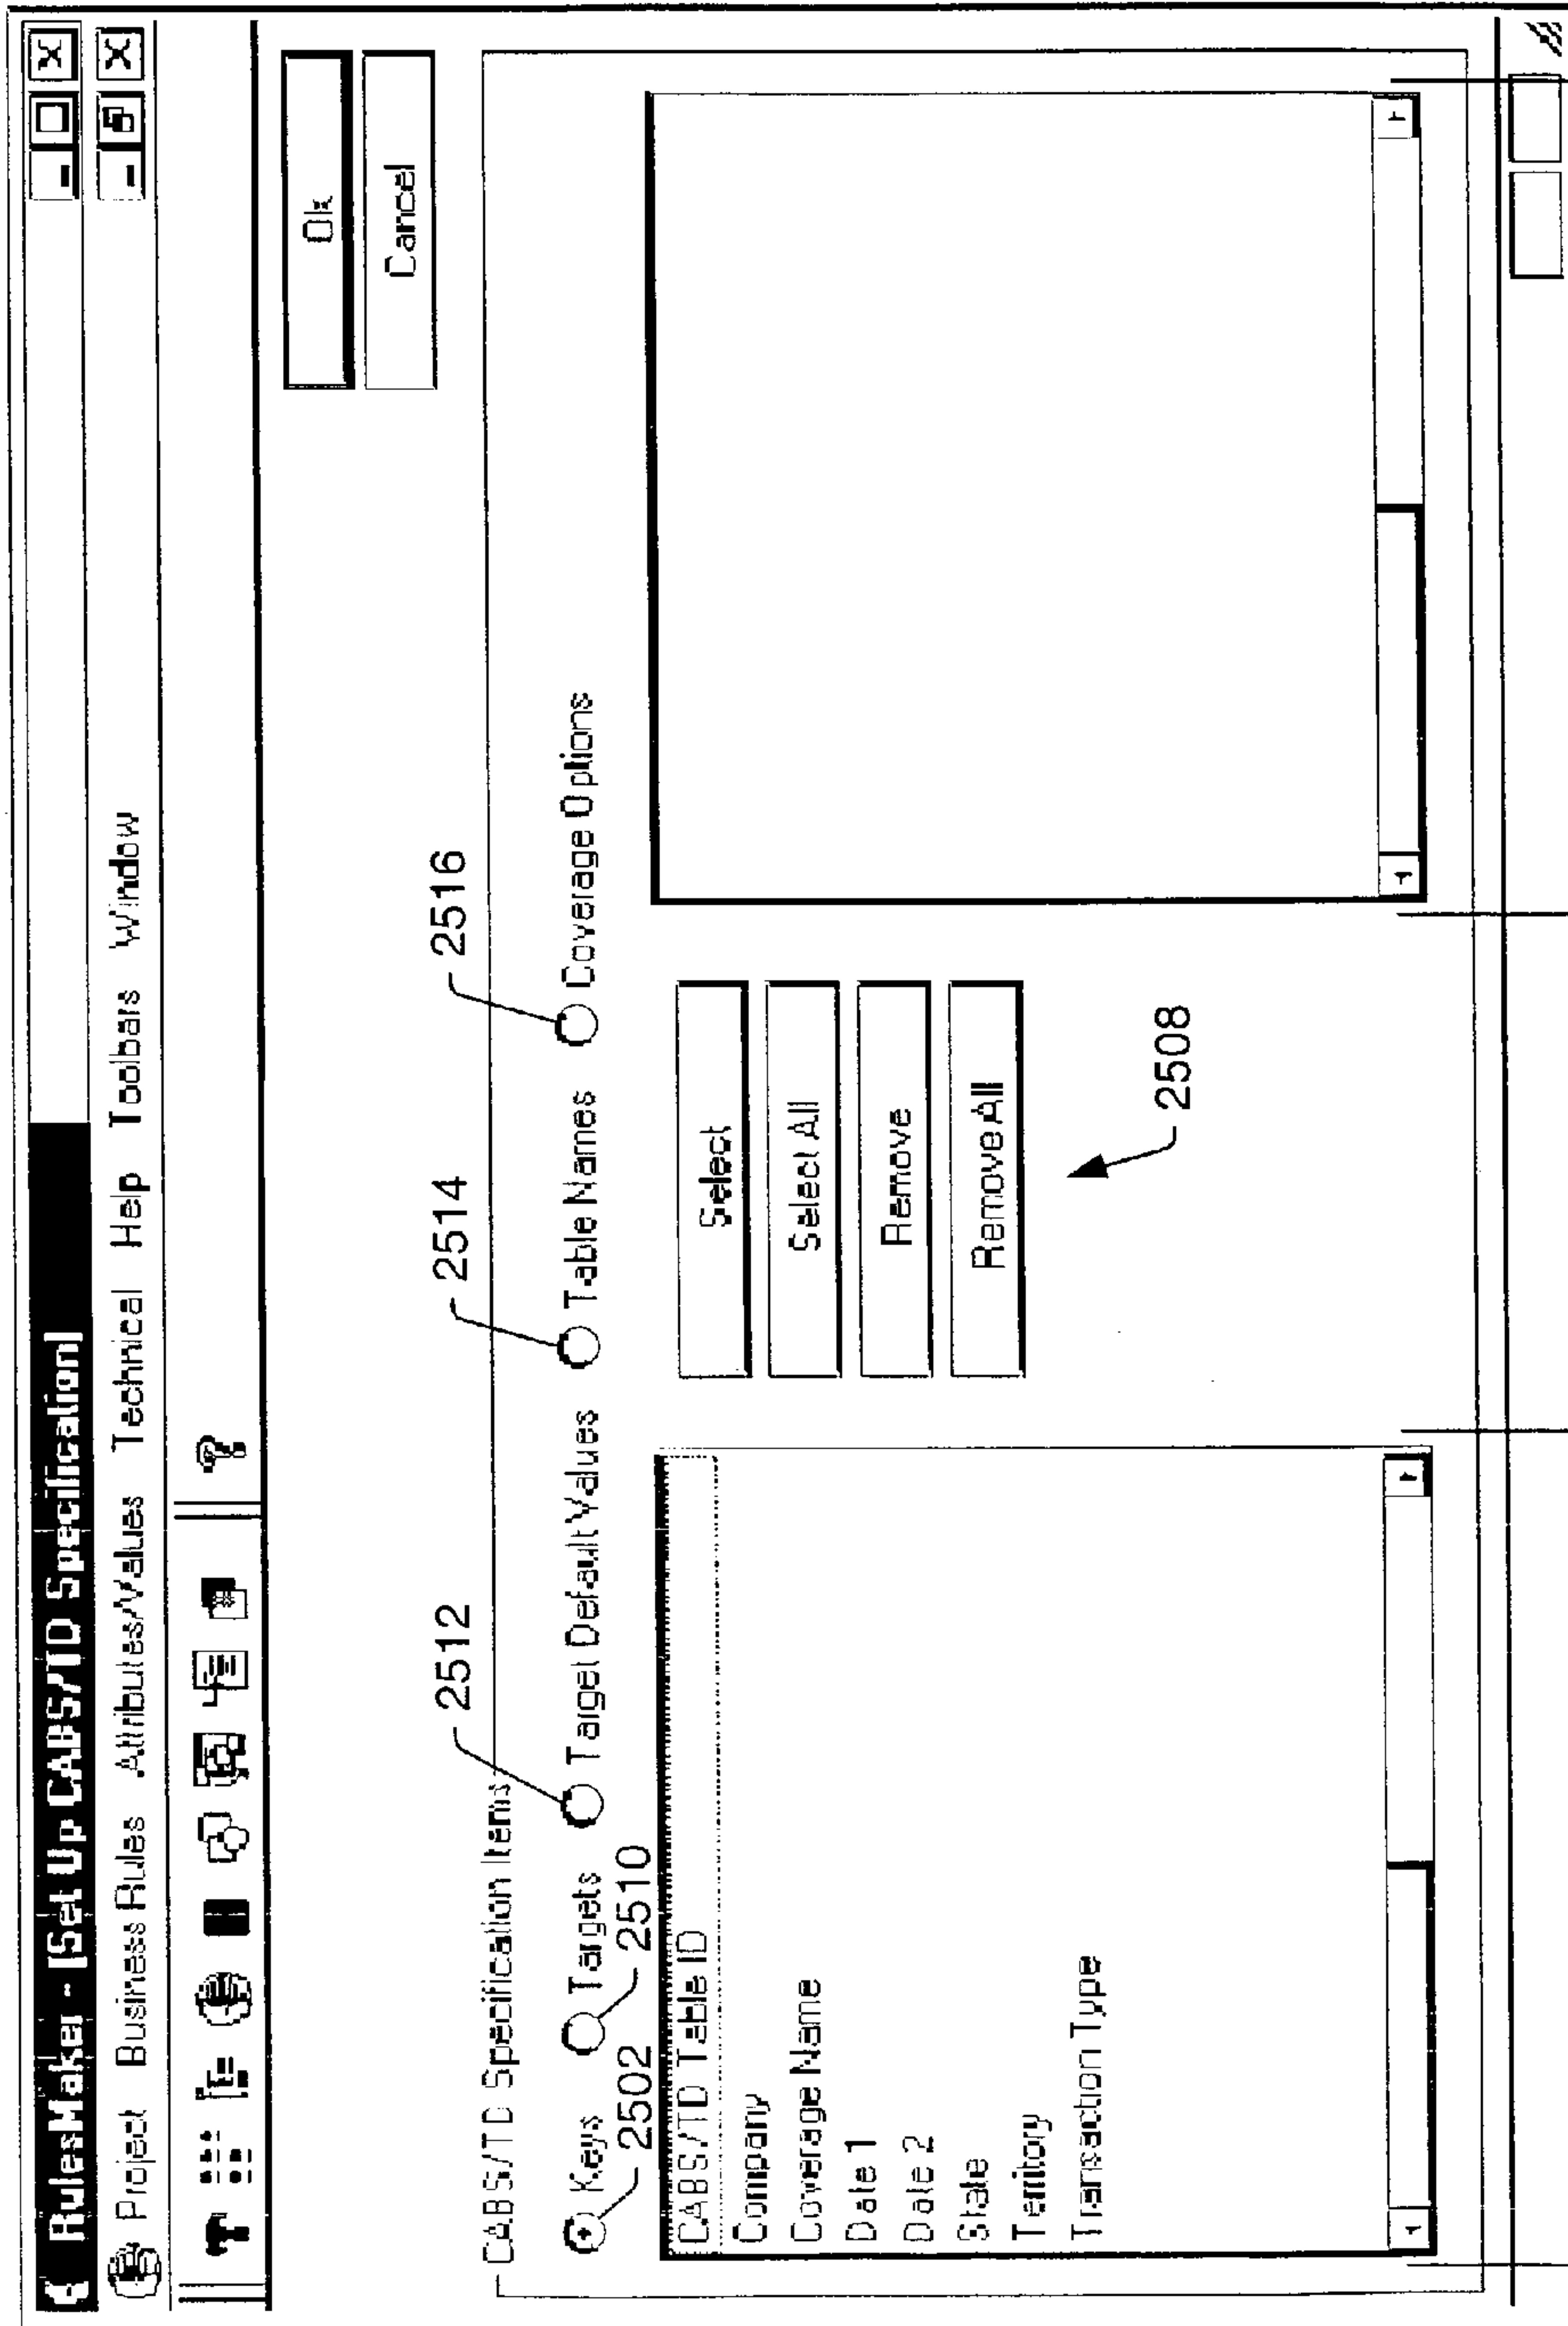 RulesMaker - [Set Up CABS/TD Specification]
Project Business Rules Attributes/Values Technical Help Toolbars Window
Ok
Cancel
2512
2514
2516
CABS/TD Specification Items
Keys Targets Target Default Values Table Names Coverage Options
2502 2510
CABS/TD Table ID
Company
Coverage Name
Date 1
Date 2
State
Territory
Transaction Type
Select
Select All
Remove
Remove All
2508